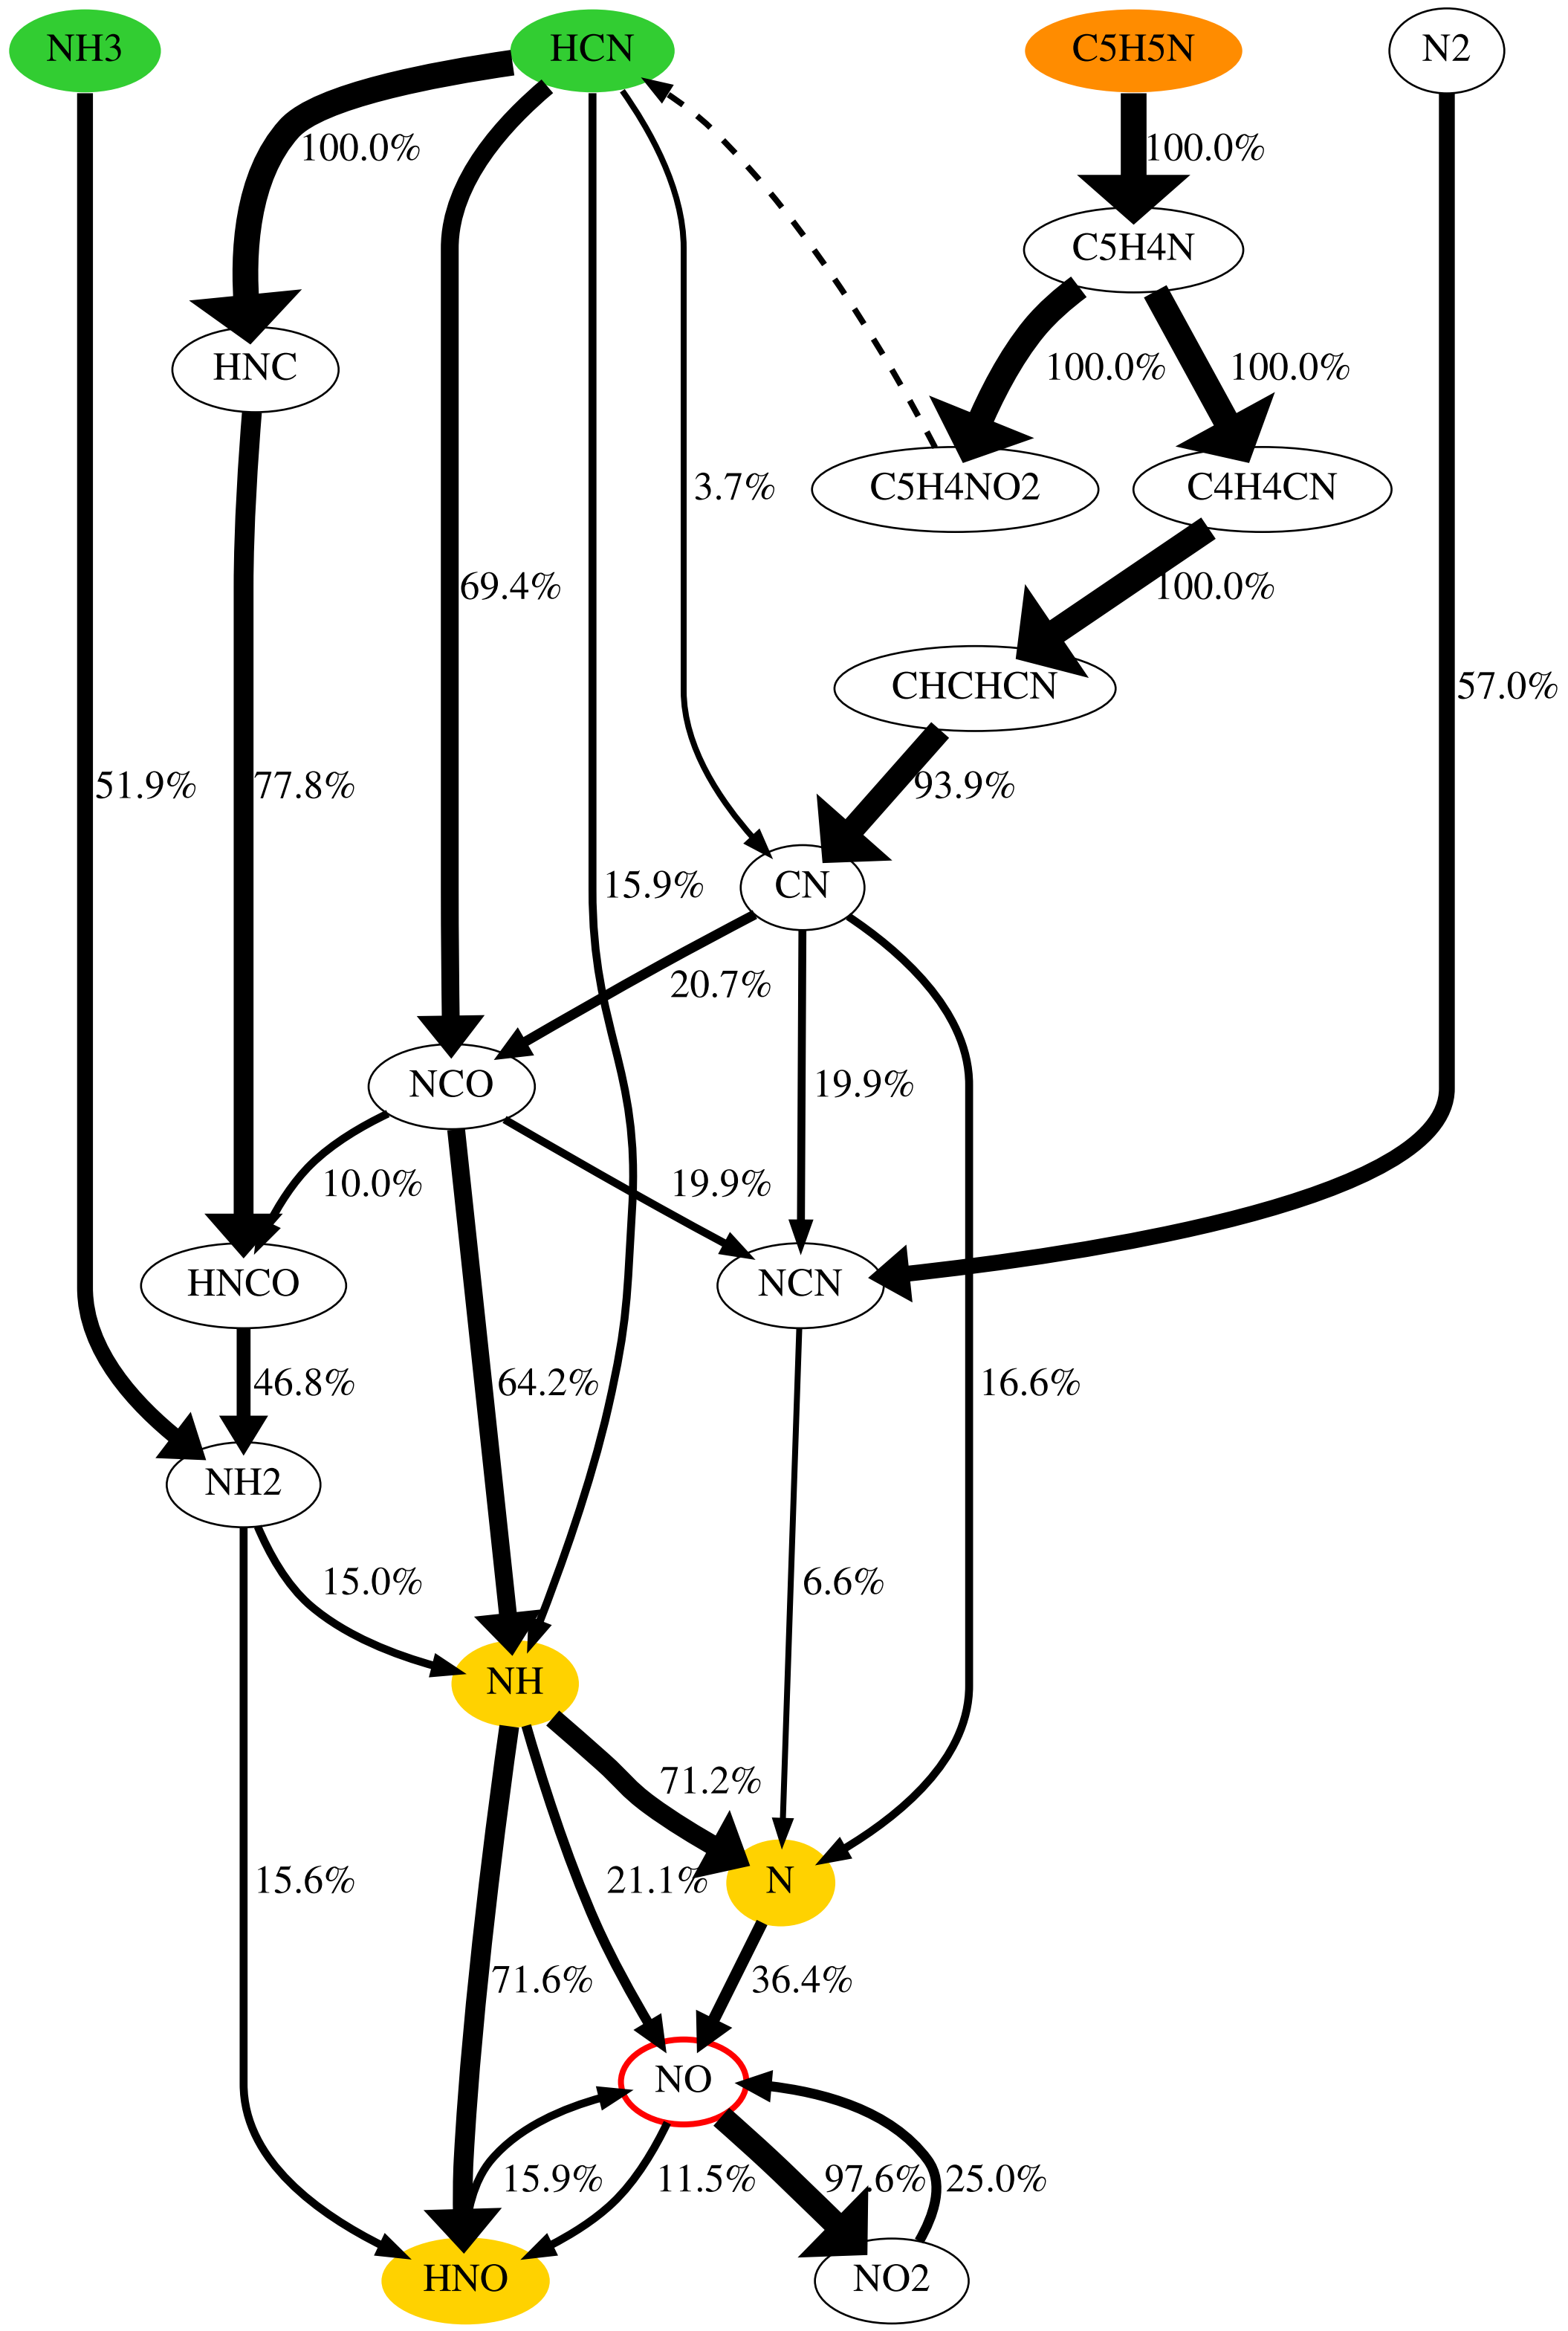 NH3
HCN
C5H5N
N2
100.0%
100.0%
C5H4N
HNC
100.0%
100.0%
3.7%
C5H4NO2
C4H4CN
69.4%
100.0%
CHCHCN
57.0%
51.9%
77.8%
93.9%
15.9%
CN
20.7%
NCO
19.9%
10.0%
19.9%
HNCO
NCN
46.8%
64.2%
16.6%
NH2
15.0%
6.6%
NH
71.2%
15.6%
21.1%
N
71.6%
36.4%
NO
15.9%
11.5%
97.6%
25.0%
HNO
NO2